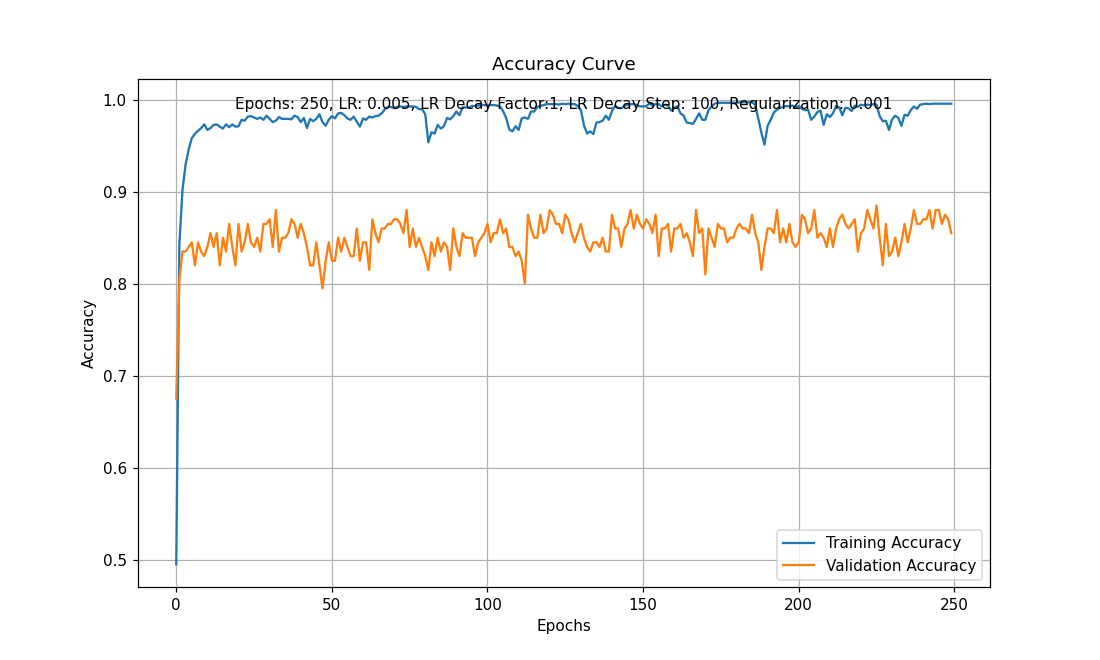 Accuracy Curve
Epochs: 250, LR: 0.005, LR Decay Factor:1, LR Decay Step: 100, Regularization: 0.001
1.0
0.9
0.8
0.7
0.6
0.5
Accuracy
Training Accuracy
Validation Accuracy
0 50 100 150 200 250
Epochs